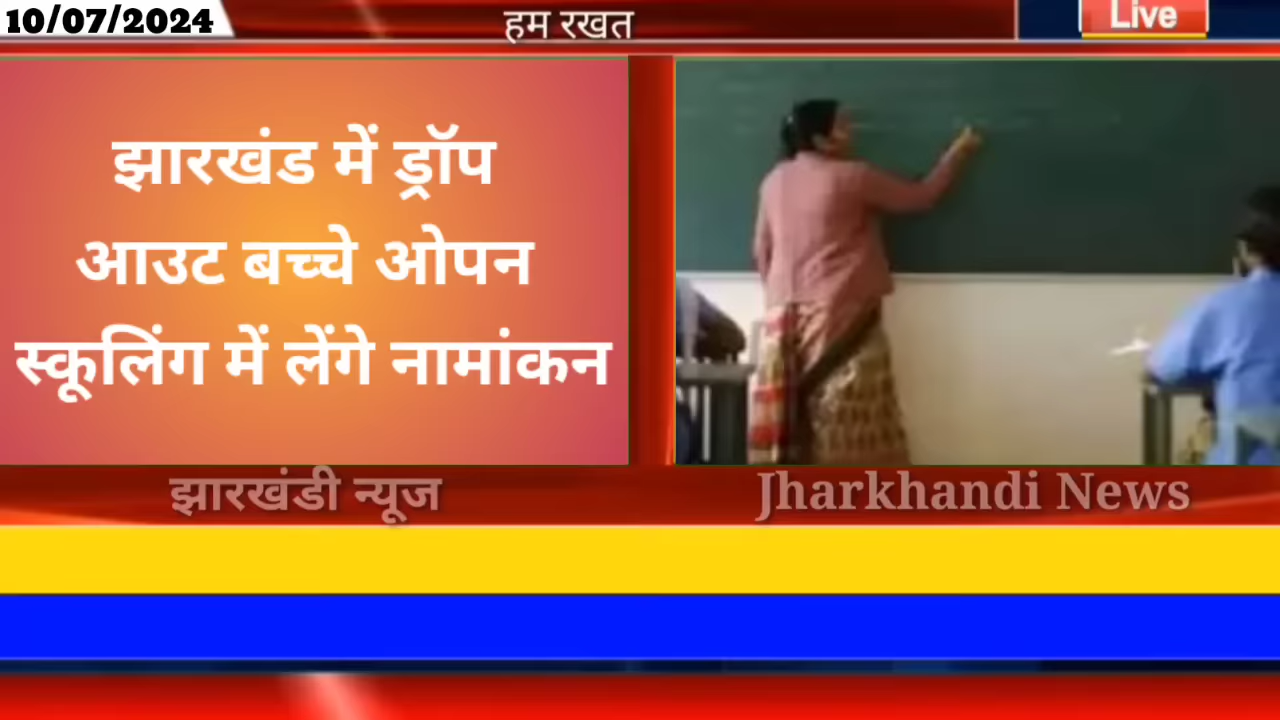 10/07/2024
हम रखत
Live
झारखंड में ड्रॉप
आउट बच्चे ओपन
स्कूलिंग में लेंगे नामांकन
झारखंडी न्यूज
Jharkhandi News